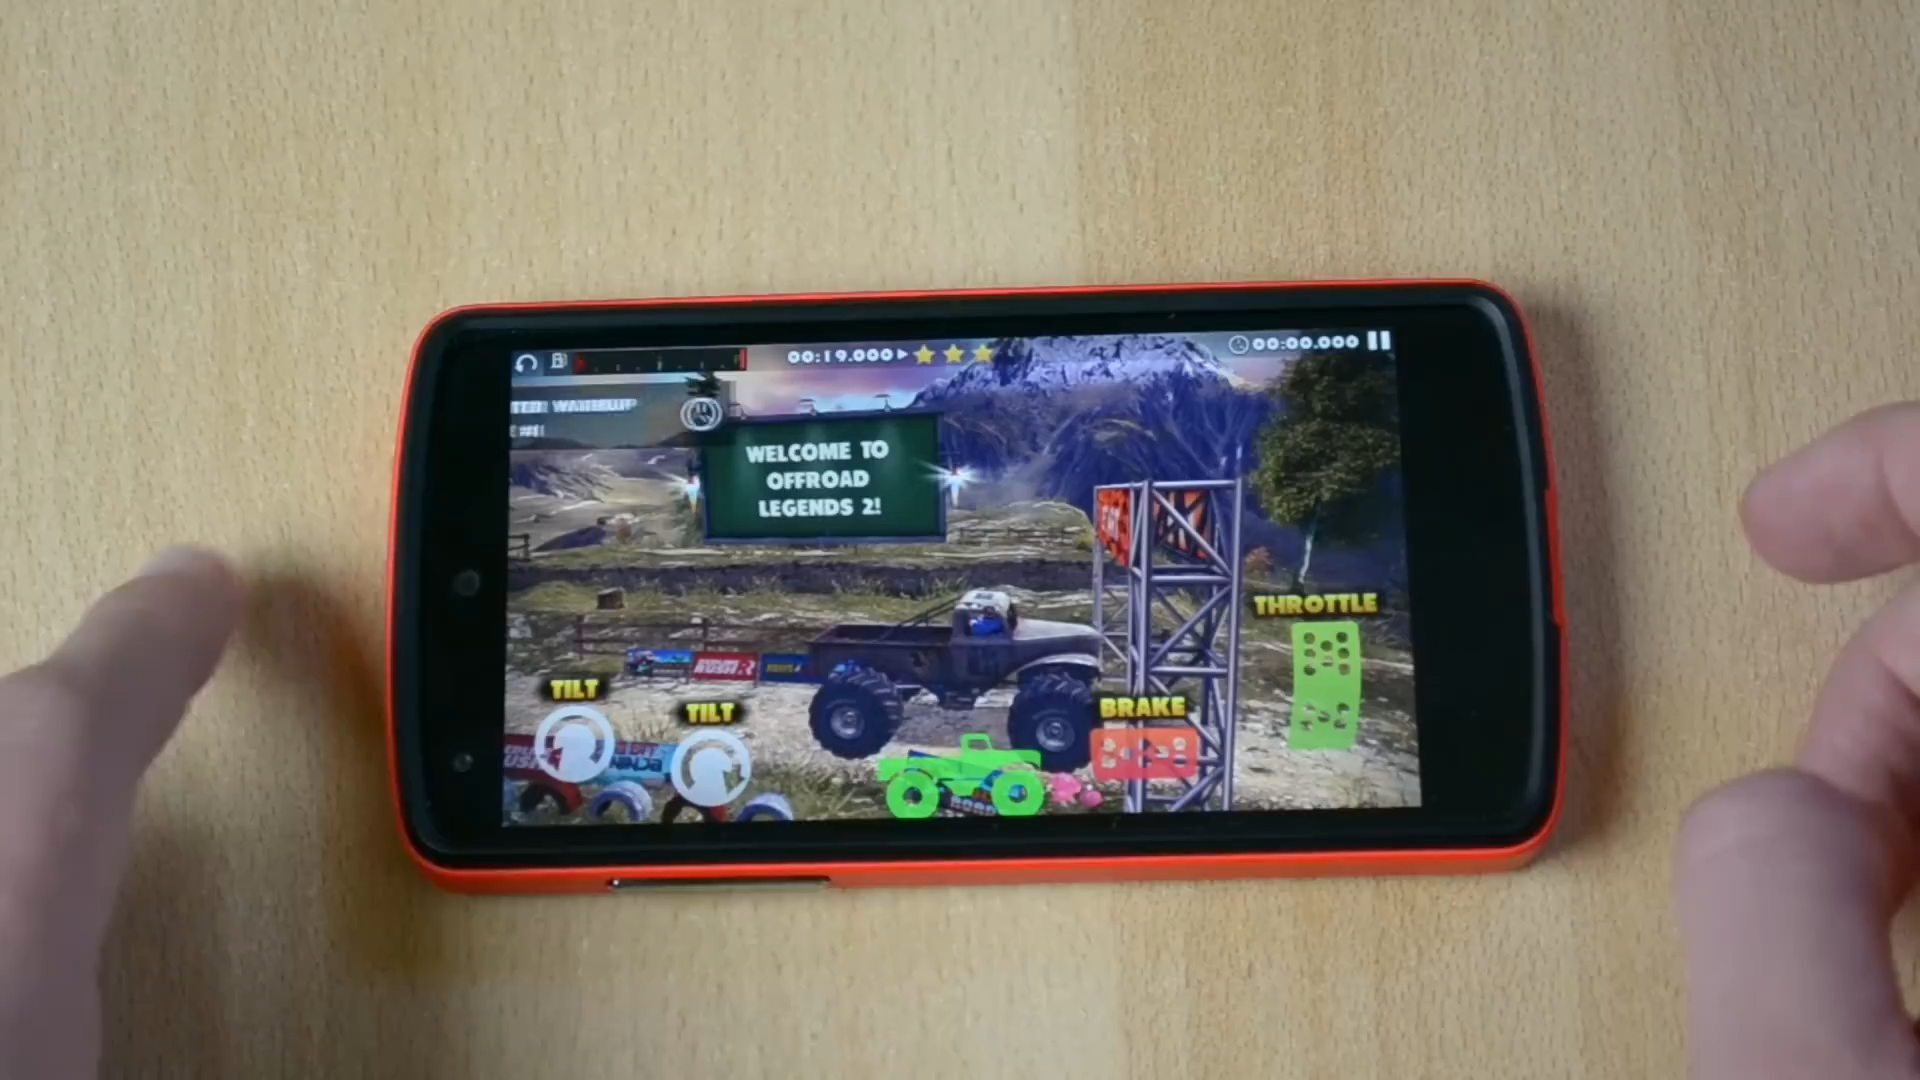 00:19.000
00:00.000
WELCOME TO
OFFROAD
LEGENDS 2!
THROTTLE
TILT
TILT
BRAKE